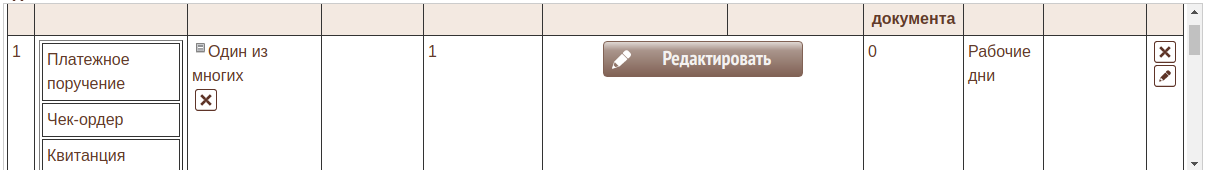 документа
1
Платежное
поручение
Чек-ордер
Квитанция
Один из
многих
1
Редактировать
0
Рабочие
дни